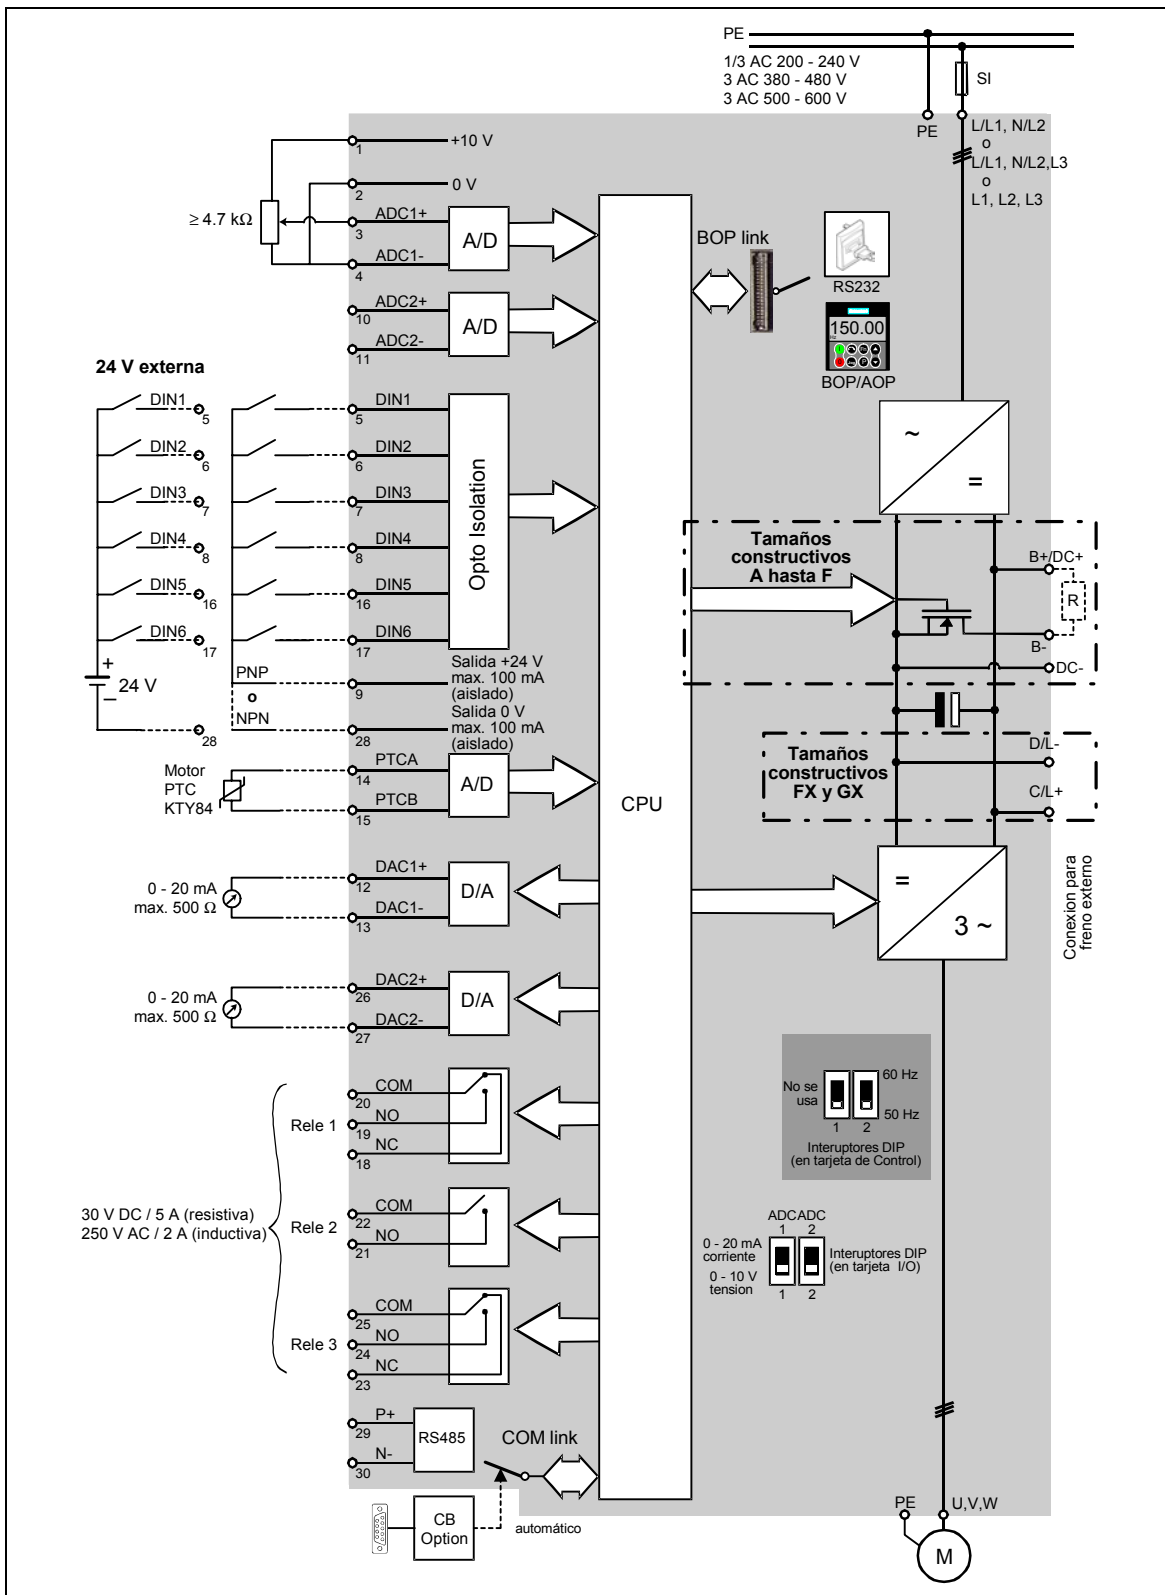 PE
1/3 AC 200 - 240 V
3 AC 380 - 480 V
3 AC 500 - 600 V
SI
PE
L/L1, N/L2
o
L/L1, N/L2,L3
o
L1, L2, L3
1
+10 V
2
0 V
≥ 4.7 kΩ
3
ADC1+
4
ADC1-
A/D
10
ADC2+
11
ADC2-
A/D
BOP link
RS232
150.00
Hz
BOP/AOP
24 V externa
DIN1
5
DIN2
6
DIN3
7
DIN4
8
DIN5
16
DIN6
17
+
24 V
–
28
5
DIN1
6
DIN2
7
DIN3
8
DIN4
16
DIN5
17
DIN6
Opto Isolation
PNP
o
NPN
9
Salida +24 V
max. 100 mA
(aislado)
28
Salida 0 V
max. 100 mA
(aislado)
Motor
PTC
KTY84
14
PTCA
15
PTCB
A/D
CPU
~
=
Tamaños
constructivos
A hasta F
B+/DC+
R
B-
DC-
Tamaños
constructivos
FX y GX
D/L-
C/L+
=
3 ~
Conexion para
freno externo
0 - 20 mA
max. 500 Ω
12
DAC1+
13
DAC1-
D/A
0 - 20 mA
max. 500 Ω
26
DAC2+
27
DAC2-
D/A
30 V DC / 5 A (resistiva)
250 V AC / 2 A (inductiva)
Rele 1
20
COM
19
NO
18
NC
Rele 2
22
COM
21
NO
Rele 3
25
COM
24
NO
23
NC
No se
usa
60 Hz
50 Hz
1 2
Interuptores DIP
(en tarjeta de Control)
ADC ADC
1 2
0 - 20 mA
corriente
0 - 10 V
tension
1 2
Interuptores DIP
(en tarjeta I/O)
29
P+
30
N-
RS485
COM link
CB
Option
automático
PE
U,V,W
M